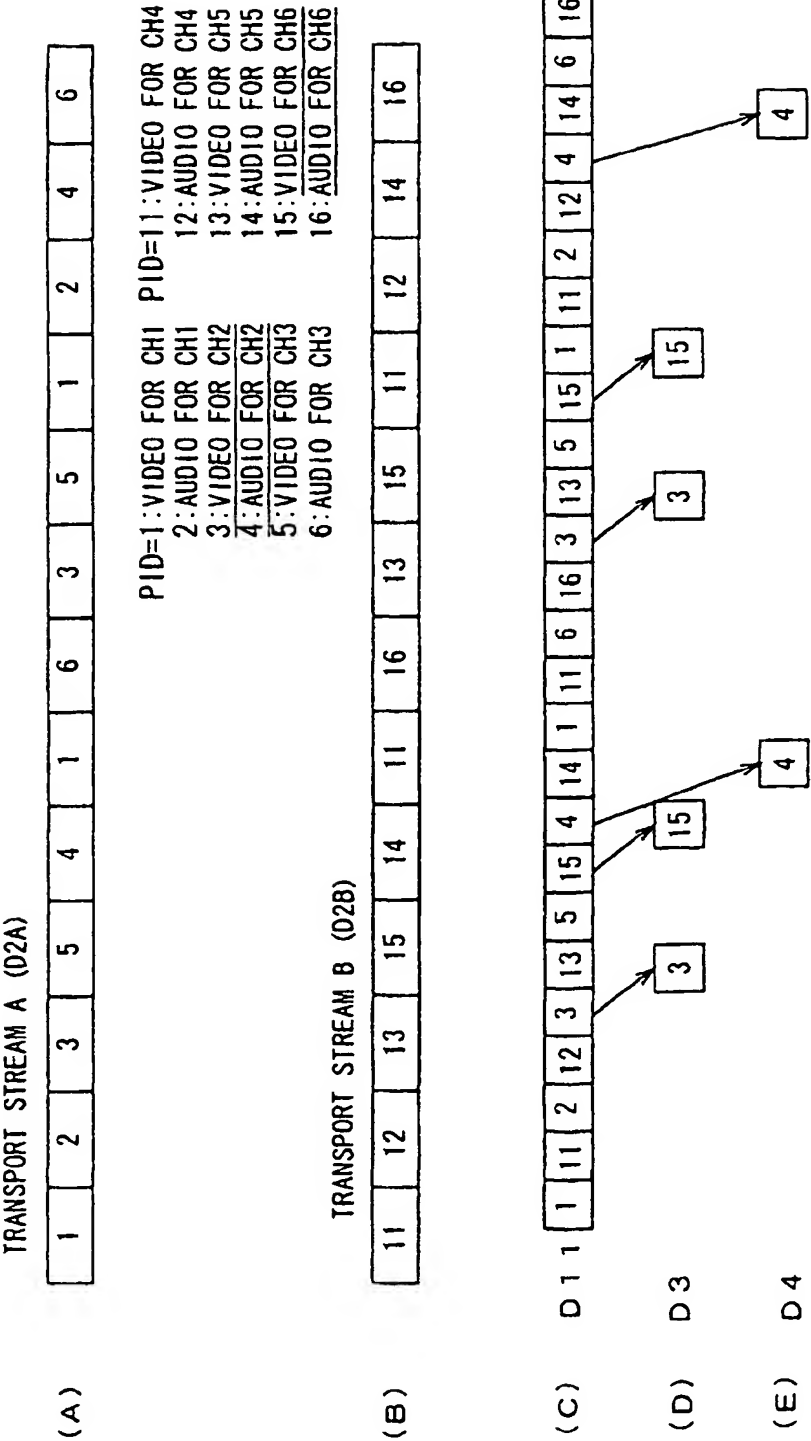 TRANSPORT STREAM A (D2A)
(A) 1 2 3 5 4 1 6 3 5 1 2 4 6
PID=1:VIDEO FOR CH1 PID=11:VIDEO FOR CH4
2:AUDIO FOR CH1 12:AUDIO FOR CH4
3:VIDEO FOR CH2 13:VIDEO FOR CH5
4:AUDIO FOR CH2 14:AUDIO FOR CH5
5:VIDEO FOR CH3 15:VIDEO FOR CH6
6:AUDIO FOR CH3 16:AUDIO FOR CH6
TRANSPORT STREAM B (D2B)
(B) 11 12 13 15 14 11 16 13 15 11 12 14 16
(C) D11 1 11 2 12 3 13 5 15 4 14 1 11 6 16 3 13 5 15 1 11 2 12 4 14 6 16
(D) D3 3 15 3 15
(E) D4 4 4